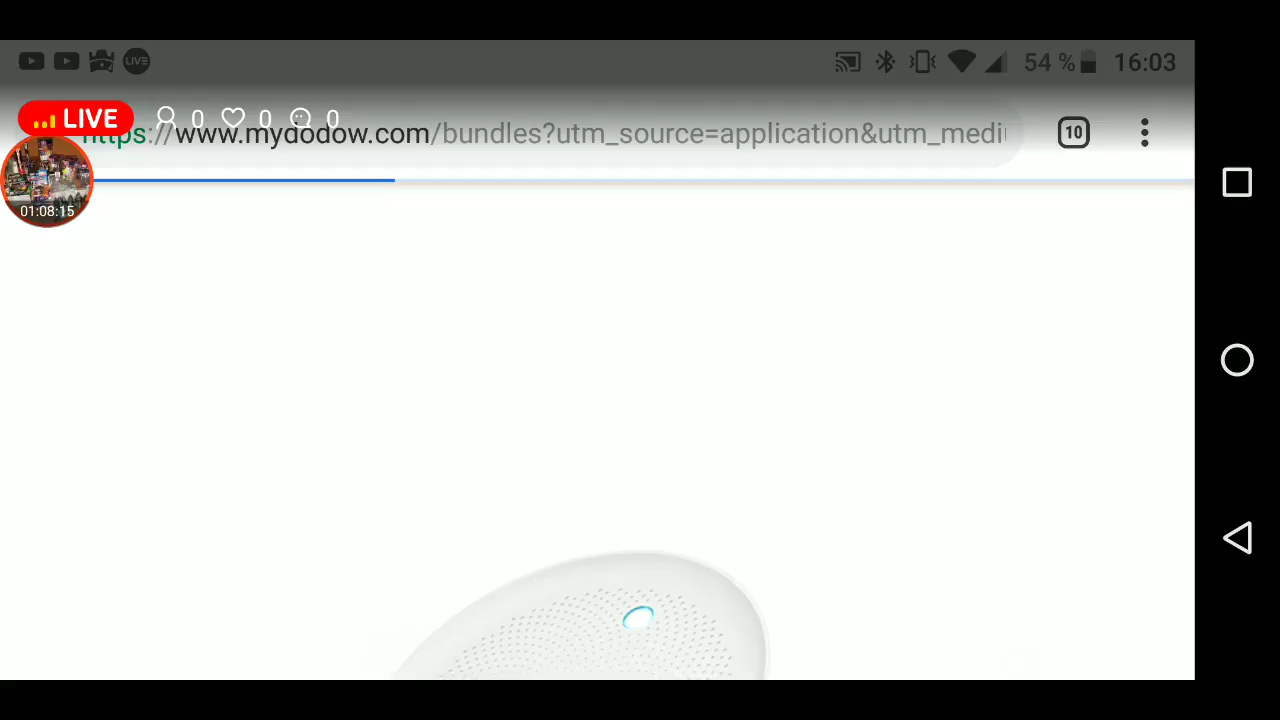 LIVE 54 % 16:03
LIVE 0 0 0
https://www.mydodow.com/bundles?utm_source=application&utm_medi 10
01:08:15